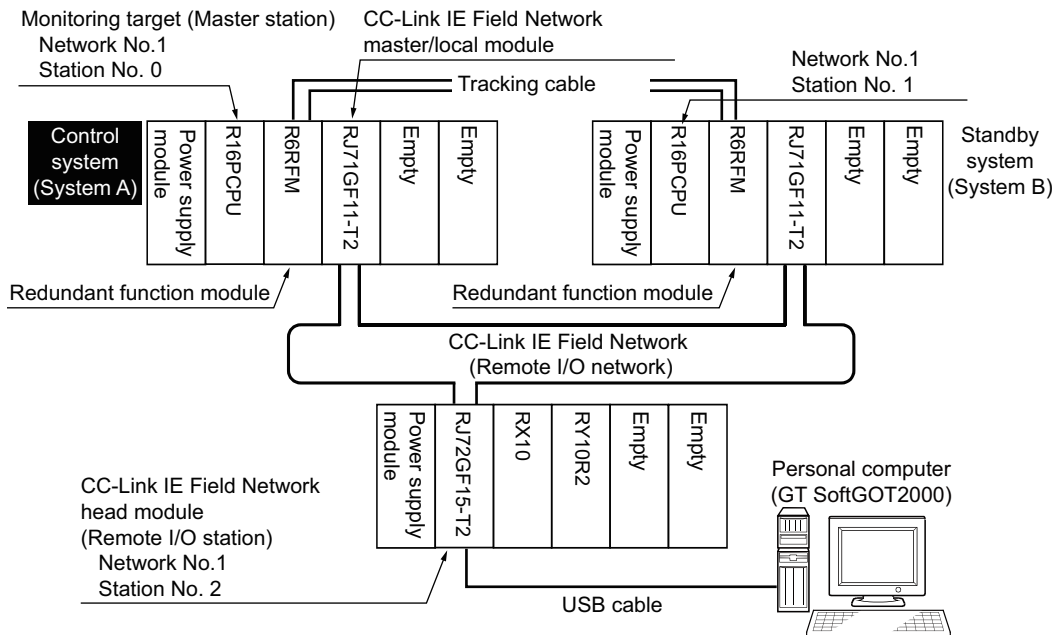 Monitoring target (Master station)
Network No.1
Station No. 0
CC-Link IE Field Network
master/local module
Network No.1
Station No. 1
Tracking cable
Control
system
(System A)
Power supply
module
R16PCPU
R6RFM
RJ71GF11-T2
Empty
Empty
Power supply
module
R16PCPU
R6RFM
RJ71GF11-T2
Empty
Empty
Standby
system
(System B)
Redundant function module
Redundant function module
CC-Link IE Field Network
(Remote I/O network)
Power supply
module
RJ72GF15-T2
RX10
RY10R2
Empty
Empty
CC-Link IE Field Network
head module
(Remote I/O station)
Network No.1
Station No. 2
Personal computer
(GT SoftGOT2000)
USB cable